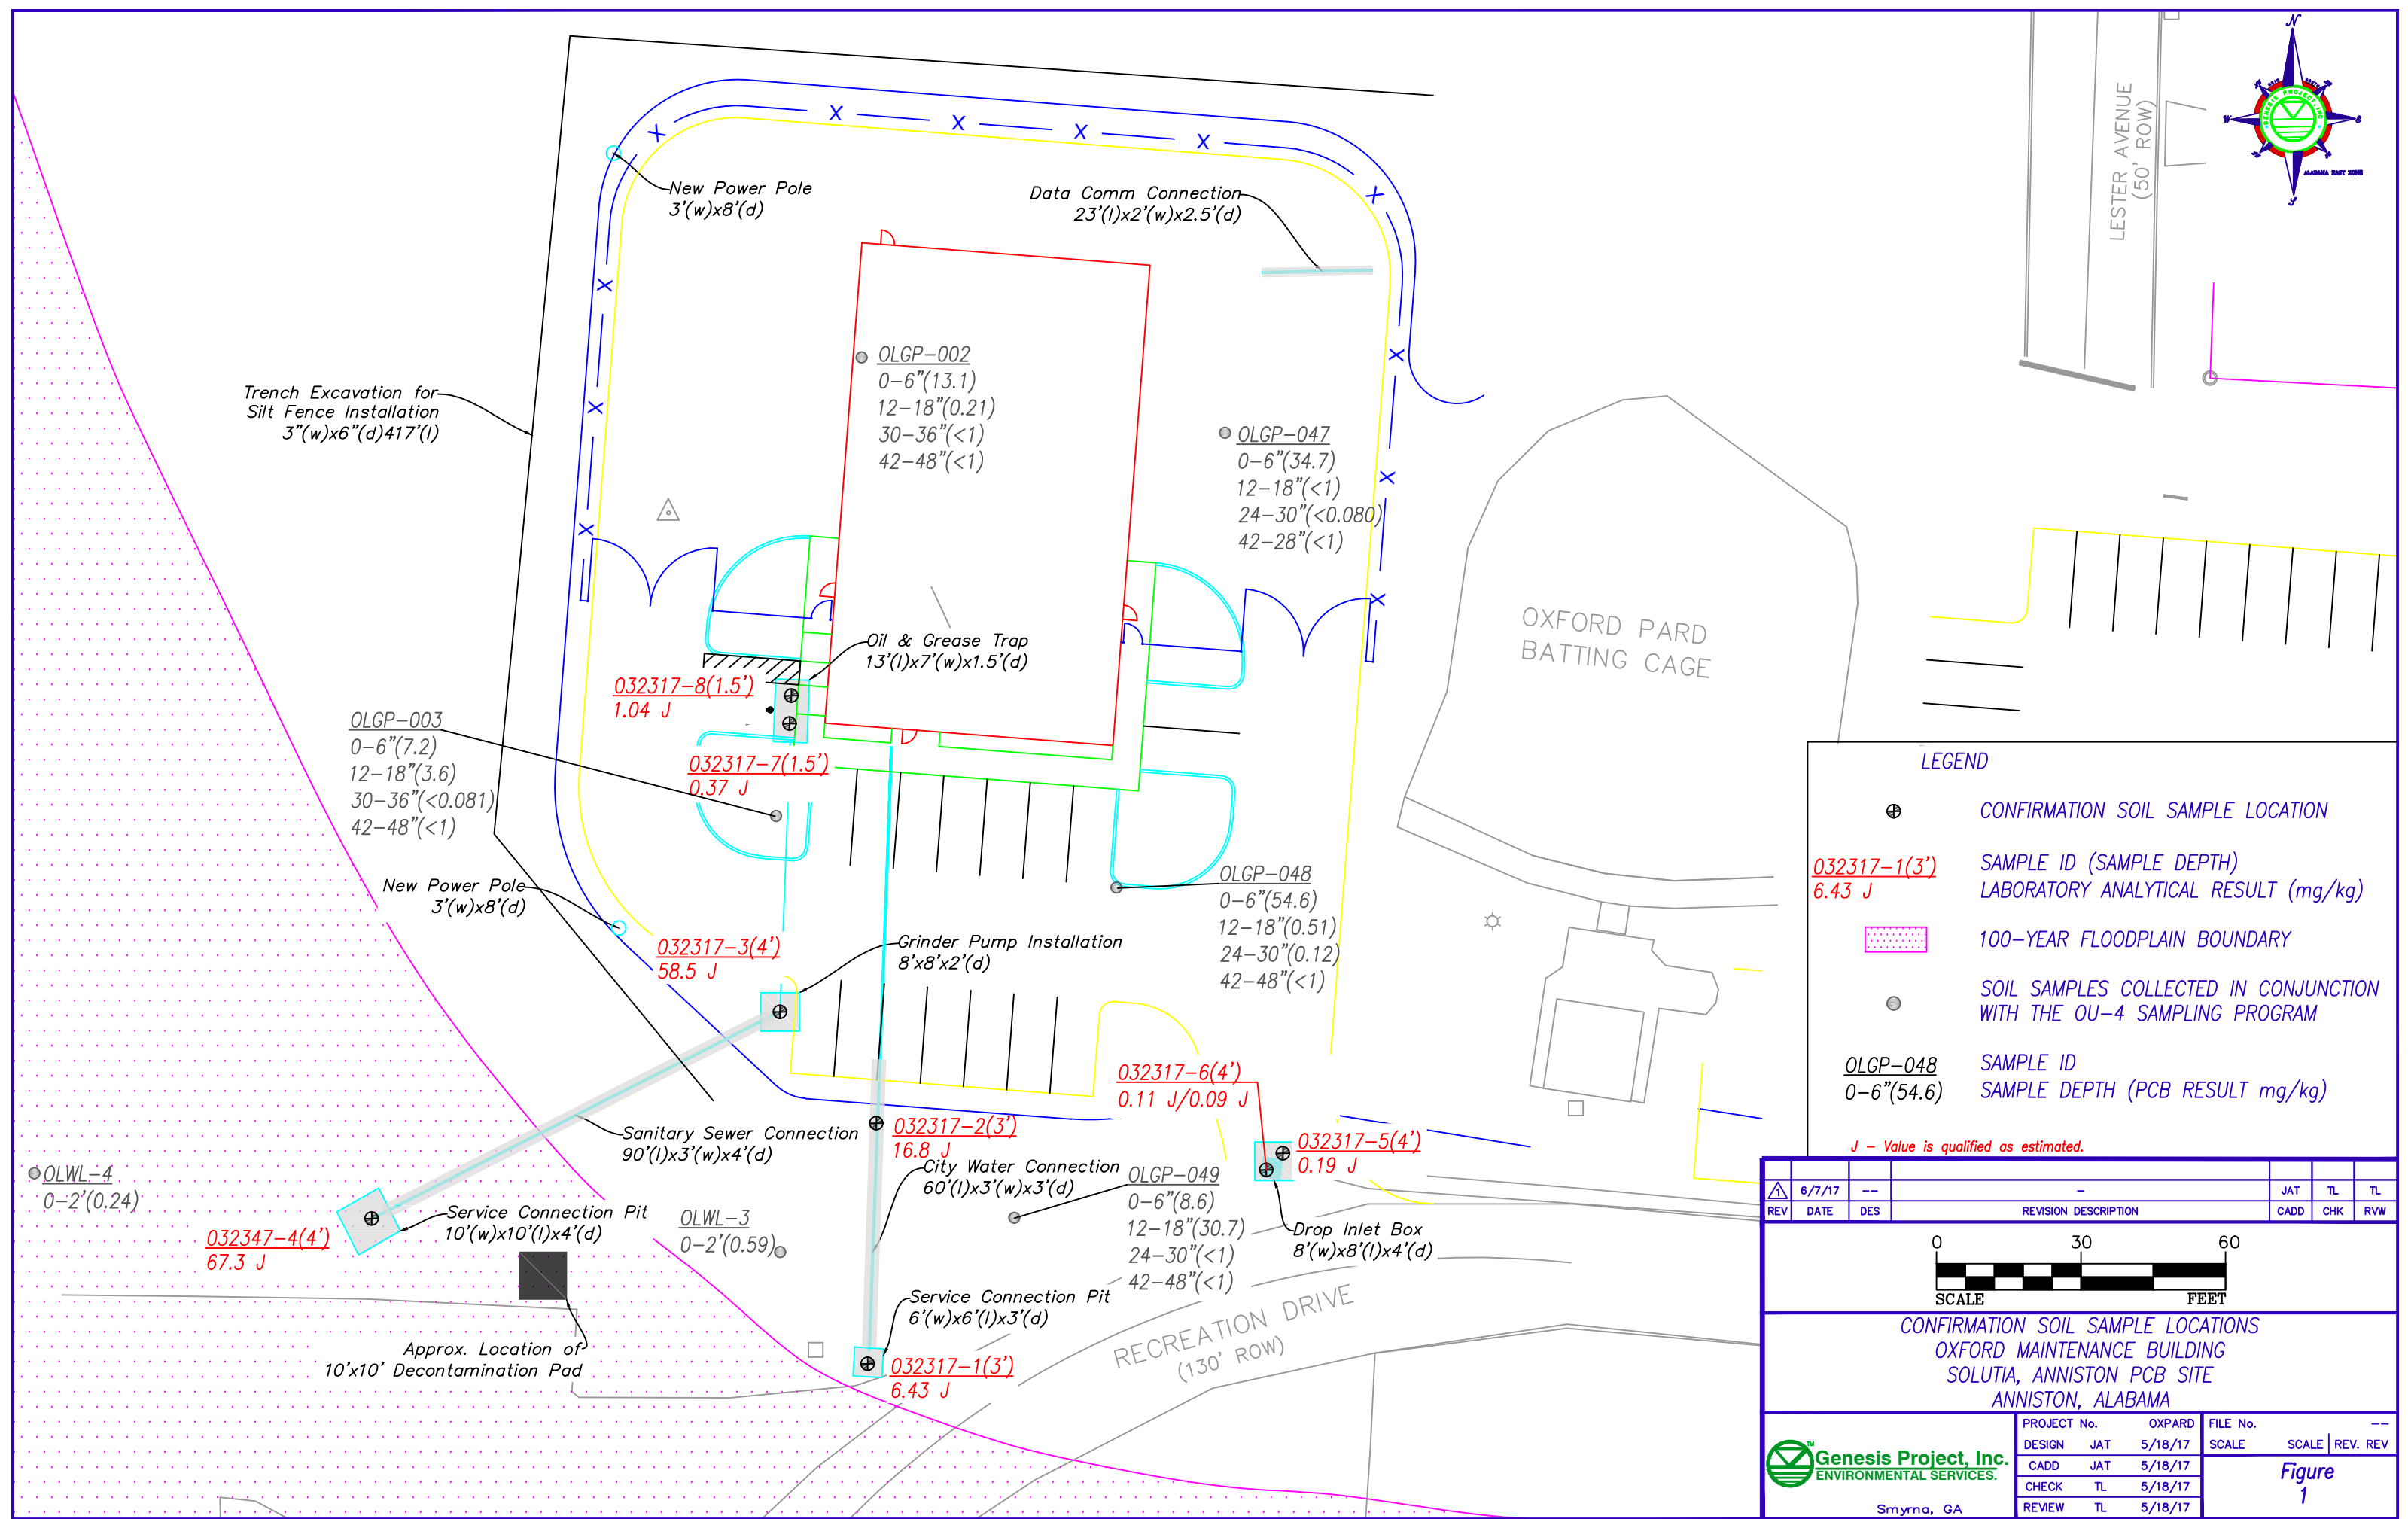 New Power Pole
3'(w)x8'(d)
Data Comm Connection
23'(l)x2'(w)x2.5'(d)
LESTER AVENUE
(50' ROW)
N
W
S
GENESIS PROJECT, INC
ALABAMA EAST ZONE
X
X
X
X
X
X
X
X
X
X
X
X
X
X
Trench Excavation for
Silt Fence Installation
3"(w)x6"(d)417'(l)
OLGP-002
0-6"(13.1)
12-18"(0.21)
30-36"(<1)
42-48"(<1)
OLGP-047
0-6"(34.7)
12-18"(<1)
24-30"(<0.080)
42-28"(<1)
OXFORD PARD
BATTING CAGE
Oil & Grease Trap
13'(l)x7'(w)x1.5'(d)
032317-8(1.5')
1.04 J
OLGP-003
0-6"(7.2)
12-18"(3.6)
30-36"(<0.081)
42-48"(<1)
032317-7(1.5')
0.37 J
New Power Pole
3'(w)x8'(d)
032317-3(4')
58.5 J
Grinder Pump Installation
8'x8'x2'(d)
OLGP-048
0-6"(54.6)
12-18"(0.51)
24-30"(0.12)
42-48"(<1)
032317-6(4')
0.11 J/0.09 J
032317-2(3')
16.8 J
032317-5(4')
0.19 J
Sanitary Sewer Connection
90'(l)x3'(w)x4'(d)
City Water Connection
60'(l)x3'(w)x3'(d)
OLGP-049
0-6"(8.6)
12-18"(30.7)
24-30"(<1)
42-48"(<1)
OLWL-4
0-2'(0.24)
Service Connection Pit
10'(w)x10'(l)x4'(d)
032347-4(4')
67.3 J
OLWL-3
0-2'(0.59)
Drop Inlet Box
8'(w)x8'(l)x4'(d)
Service Connection Pit
6'(w)x6'(l)x3'(d)
RECREATION DRIVE
(130' ROW)
Approx. Location of
10'x10' Decontamination Pad
032317-1(3')
6.43 J
LEGEND
CONFIRMATION SOIL SAMPLE LOCATION
032317-1(3')
6.43 J
SAMPLE ID (SAMPLE DEPTH)
LABORATORY ANALYTICAL RESULT (mg/kg)
100-YEAR FLOODPLAIN BOUNDARY
SOIL SAMPLES COLLECTED IN CONJUNCTION
WITH THE OU-4 SAMPLING PROGRAM
OLGP-048
0-6"(54.6)
SAMPLE ID
SAMPLE DEPTH (PCB RESULT mg/kg)
J - Value is qualified as estimated.
1 6/7/17 -- - JAT TL TL
REV DATE DES REVISION DESCRIPTION CADD CHK RVW
0 30 60
SCALE FEET
CONFIRMATION SOIL SAMPLE LOCATIONS
OXFORD MAINTENANCE BUILDING
SOLUTIA, ANNISTON PCB SITE
ANNISTON, ALABAMA
Genesis Project, Inc.
ENVIRONMENTAL SERVICES.
TM
Smyrna, GA
PROJECT No. OXPARD
DESIGN JAT 5/18/17
CADD JAT 5/18/17
CHECK TL 5/18/17
REVIEW TL 5/18/17
FILE No. --
SCALE SCALE REV. REV
Figure
1